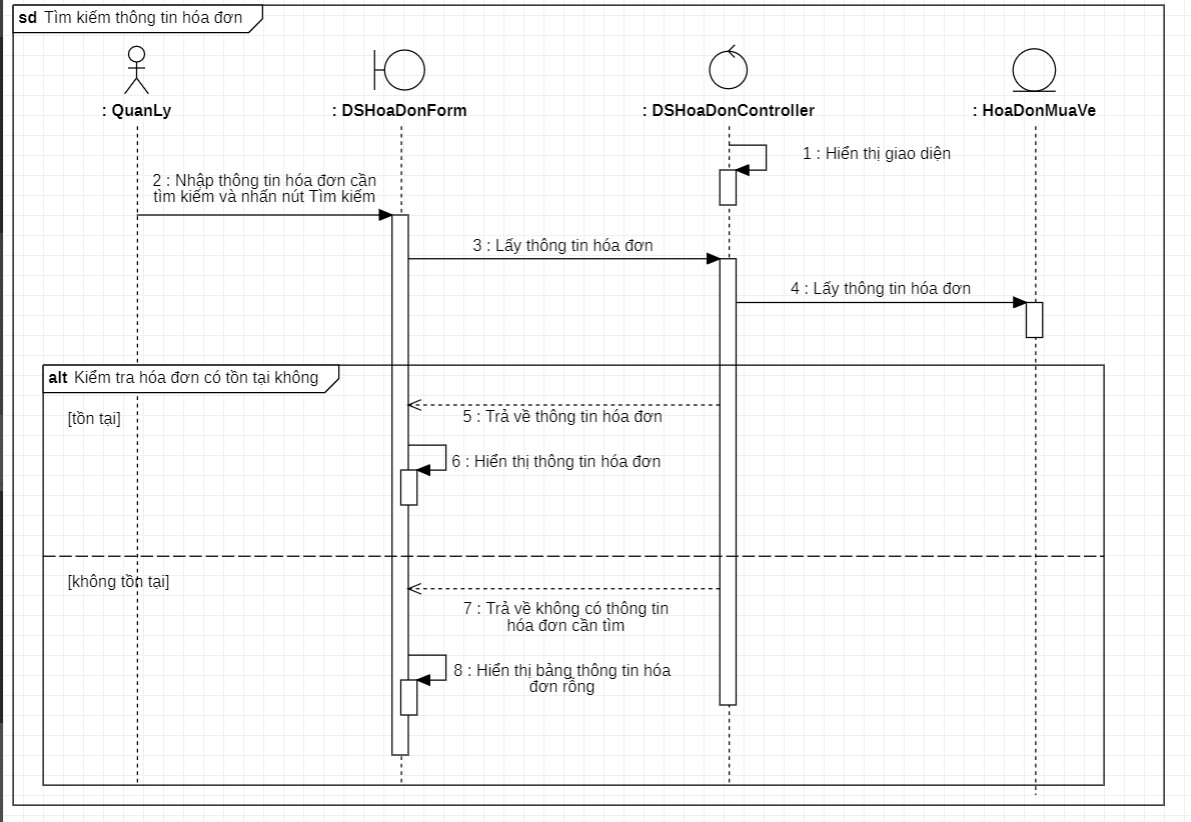 sd Tìm kiếm thông tin hóa đơn
: QuanLy
: DSHoaDonForm
: DSHoaDonController
: HoaDonMuaVe
1 : Hiển thị giao diện
2 : Nhập thông tin hóa đơn cần
tìm kiếm và nhấn nút Tìm kiếm
3 : Lấy thông tin hóa đơn
4 : Lấy thông tin hóa đơn
alt Kiểm tra hóa đơn có tồn tại không
[tồn tại]
5 : Trả về thông tin hóa đơn
6 : Hiển thị thông tin hóa đơn
[không tồn tại]
7 : Trả về không có thông tin
hóa đơn cần tìm
8 : Hiển thị bảng thông tin hóa
đơn rỗng